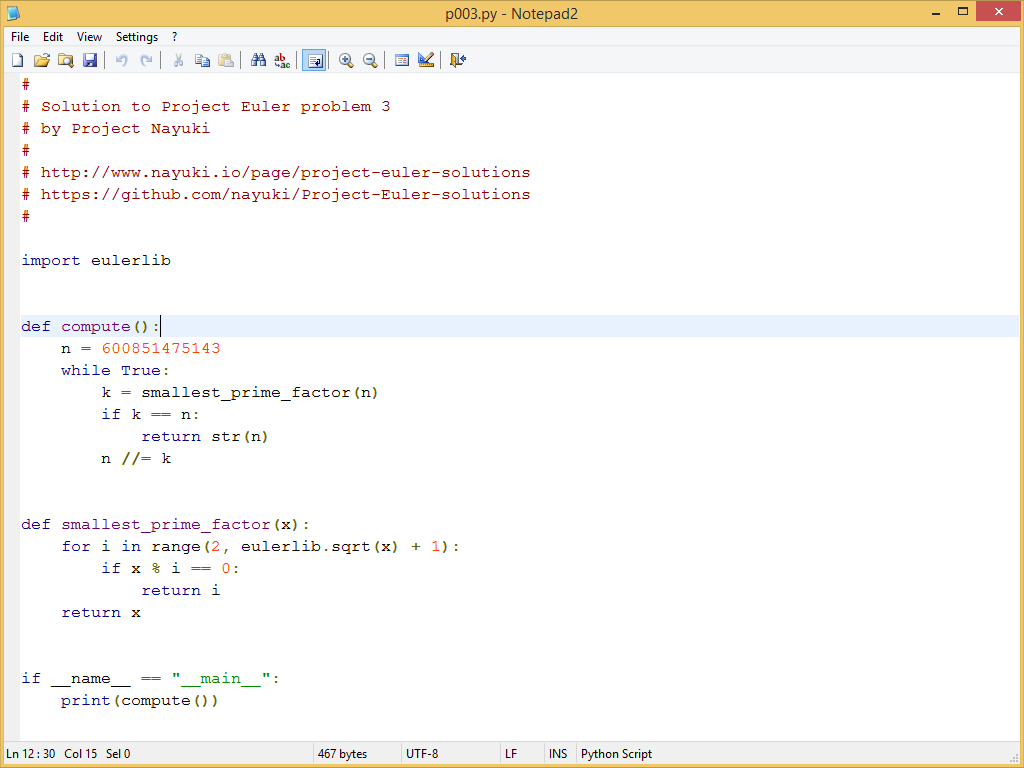 p003.py - Notepad2
File Edit View Settings ?
#
# Solution to Project Euler problem 3
# by Project Nayuki
#
# http://www.nayuki.io/page/project-euler-solutions
# https://github.com/nayuki/Project-Euler-solutions
#

import eulerlib


def compute():
    n = 600851475143
    while True:
        k = smallest_prime_factor(n)
        if k == n:
            return str(n)
        n //= k


def smallest_prime_factor(x):
    for i in range(2, eulerlib.sqrt(x) + 1):
        if x % i == 0:
            return i
    return x


if __name__ == "__main__":
    print(compute())
Ln 12 : 30 Col 15 Sel 0 467 bytes UTF-8 LF INS Python Script